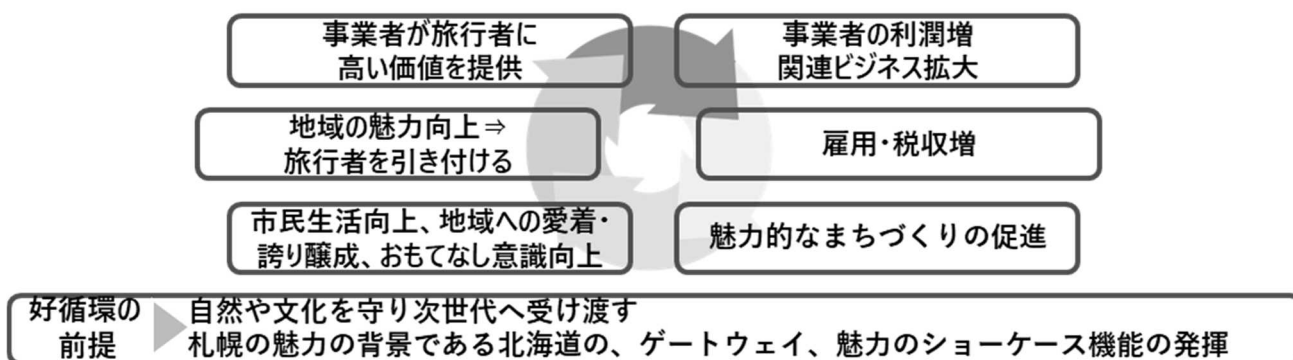 事業者が旅行者に
高い価値を提供
事業者の利潤増
関連ビジネス拡大
地域の魅力向上⇒
旅行者を引き付ける
雇用・税収増
市民生活向上、地域への愛着・
誇り醸成、おもてなし意識向上
魅力的なまちづくりの促進
好循環の
前提
自然や文化を守り次世代へ受け渡す
札幌の魅力の背景である北海道の、ゲートウェイ、魅力のショーケース機能の発揮